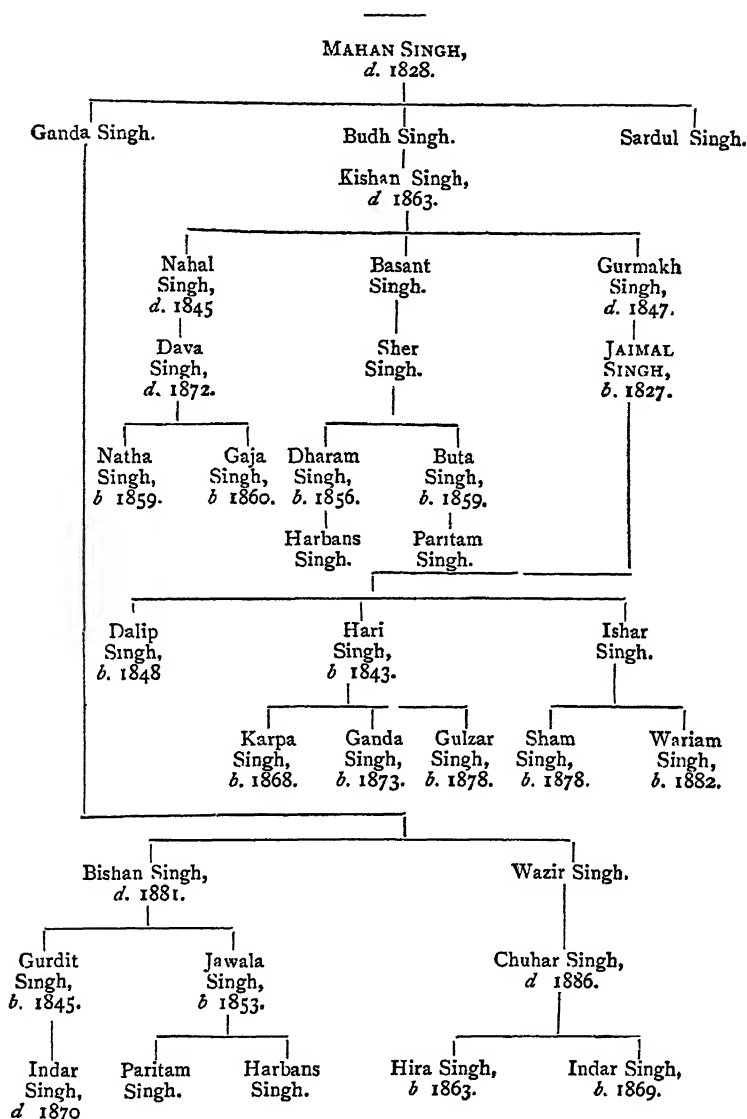 MAHAN SINGH,
d. 1828.
Ganda Singh.
Budh Singh.
Sardul Singh.
Kishan Singh,
d 1863.
Nahal
Singh,
d. 1845
Basant
Singh.
Gurmakh
Singh,
d. 1847.
Dava
Singh,
d. 1872.
Sher
Singh.
JAIMAL
SINGH,
b. 1827.
Natha
Singh,
b 1859.
Gaja
Singh,
b 1860.
Dharam
Singh,
b. 1856.
Buta
Singh,
b. 1859.
Harbans
Singh.
Paritam
Singh.
Dalip
Singh,
b. 1848
Hari
Singh,
b 1843.
Ishar
Singh.
Karpa
Singh,
b. 1868.
Ganda
Singh,
b. 1873.
Gulzar
Singh,
b. 1878.
Sham
Singh,
b. 1878.
Wariam
Singh,
b. 1882.
Bishan Singh,
d. 1881.
Wazir Singh.
Gurdit
Singh,
b. 1845.
Jawala
Singh,
b 1853.
Chuhar Singh,
d 1886.
Indar
Singh,
d 1870
Paritam
Singh.
Harbans
Singh.
Hira Singh,
b 1863.
Indar Singh,
b. 1869.